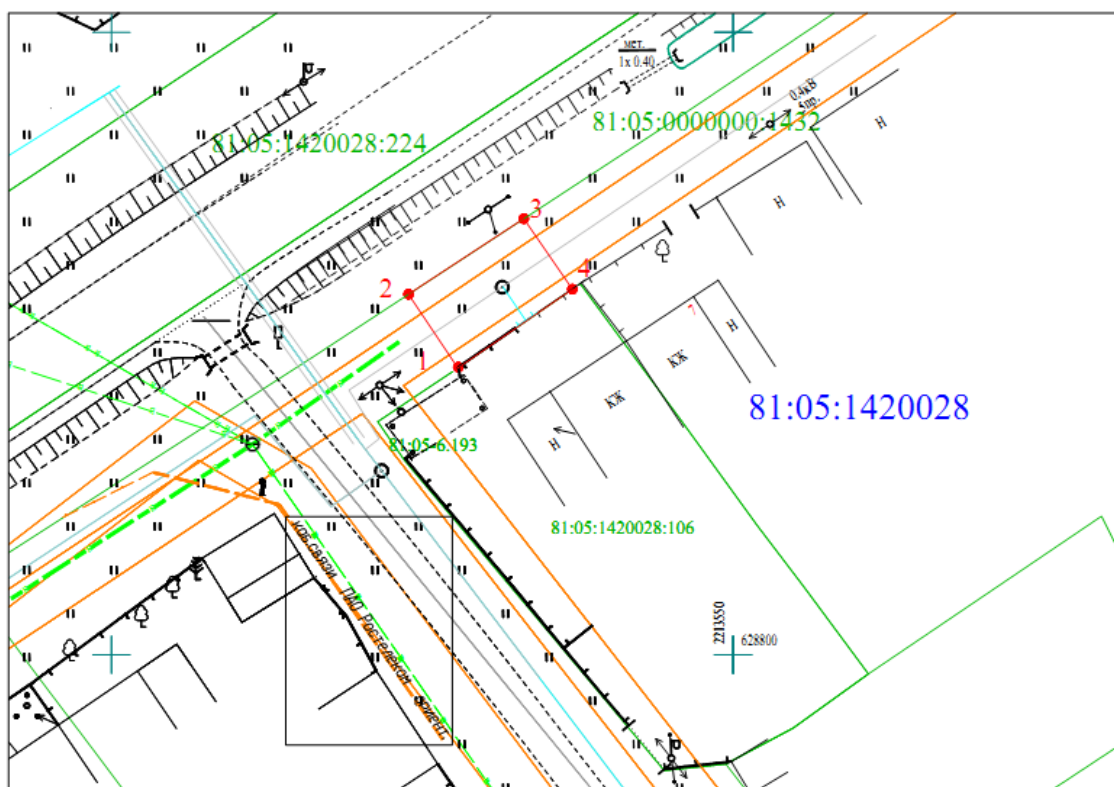 мет.
1х 0.40
0,4кВ
5пр.
81:05:0000000:1432
81:05:1420028:224
Н
Н
3
2
4
1
7
Н
КЖ
КЖ
Н
81:05:1420028
81:05-6.193
81:05:1420028:106
коб.связи ПАО Ростелеком ориент.
2213550
628800